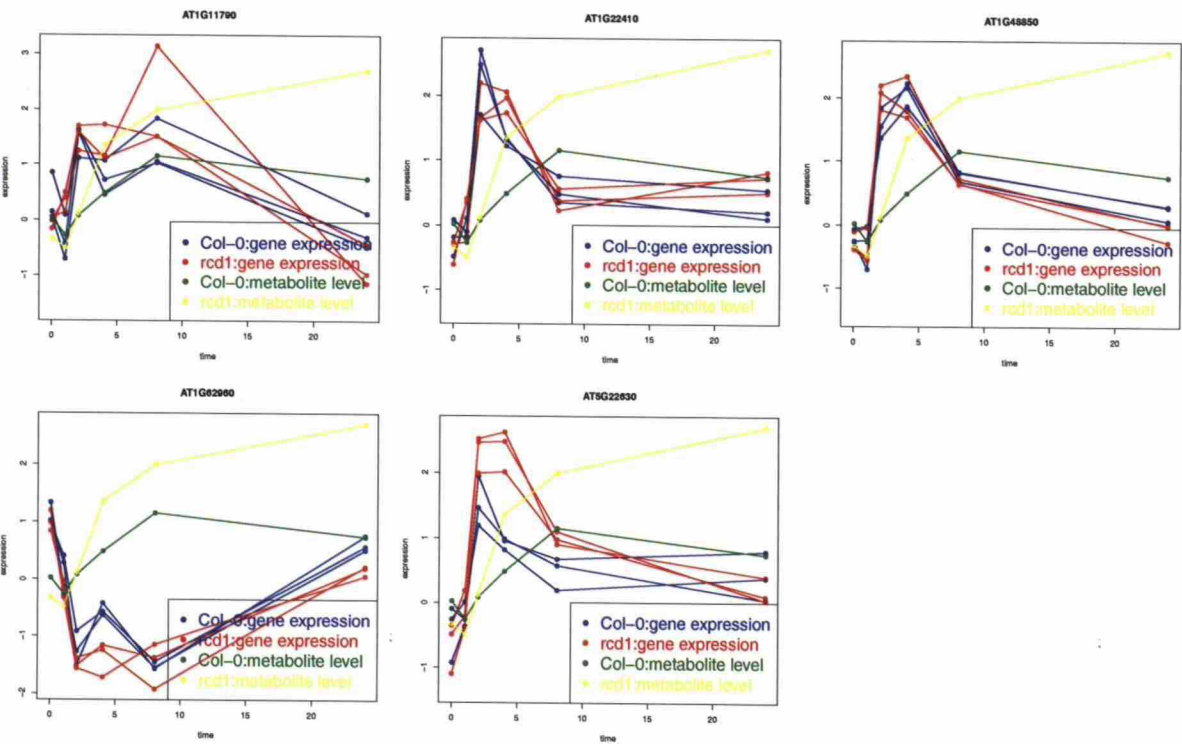 AT1G11790
expression
3
2
1
0
-1
0 5 10 15 20
time
Col-0:gene expression
rcd1:gene expression
Col-0:metabolite level
rcd1:metabolite level
AT1G22410
expression
2
1
0
-1
0 5 10 15 20
time
Col-0:gene expression
rcd1:gene expression
Col-0:metabolite level
rcd1:metabolite level
AT1G48850
expression
2
1
0
-1
0 5 10 15 20
time
Col-0:gene expression
rcd1:gene expression
Col-0:metabolite level
rcd1:metabolite level
AT1G62960
expression
2
1
0
-1
-2
0 5 10 15 20
time
Col-0:gene expression
rcd1:gene expression
Col-0:metabolite level
rcd1:metabolite level
AT5G22630
expression
2
1
0
-1
0 5 10 15 20
time
Col-0:gene expression
rcd1:gene expression
Col-0:metabolite level
rcd1:metabolite level